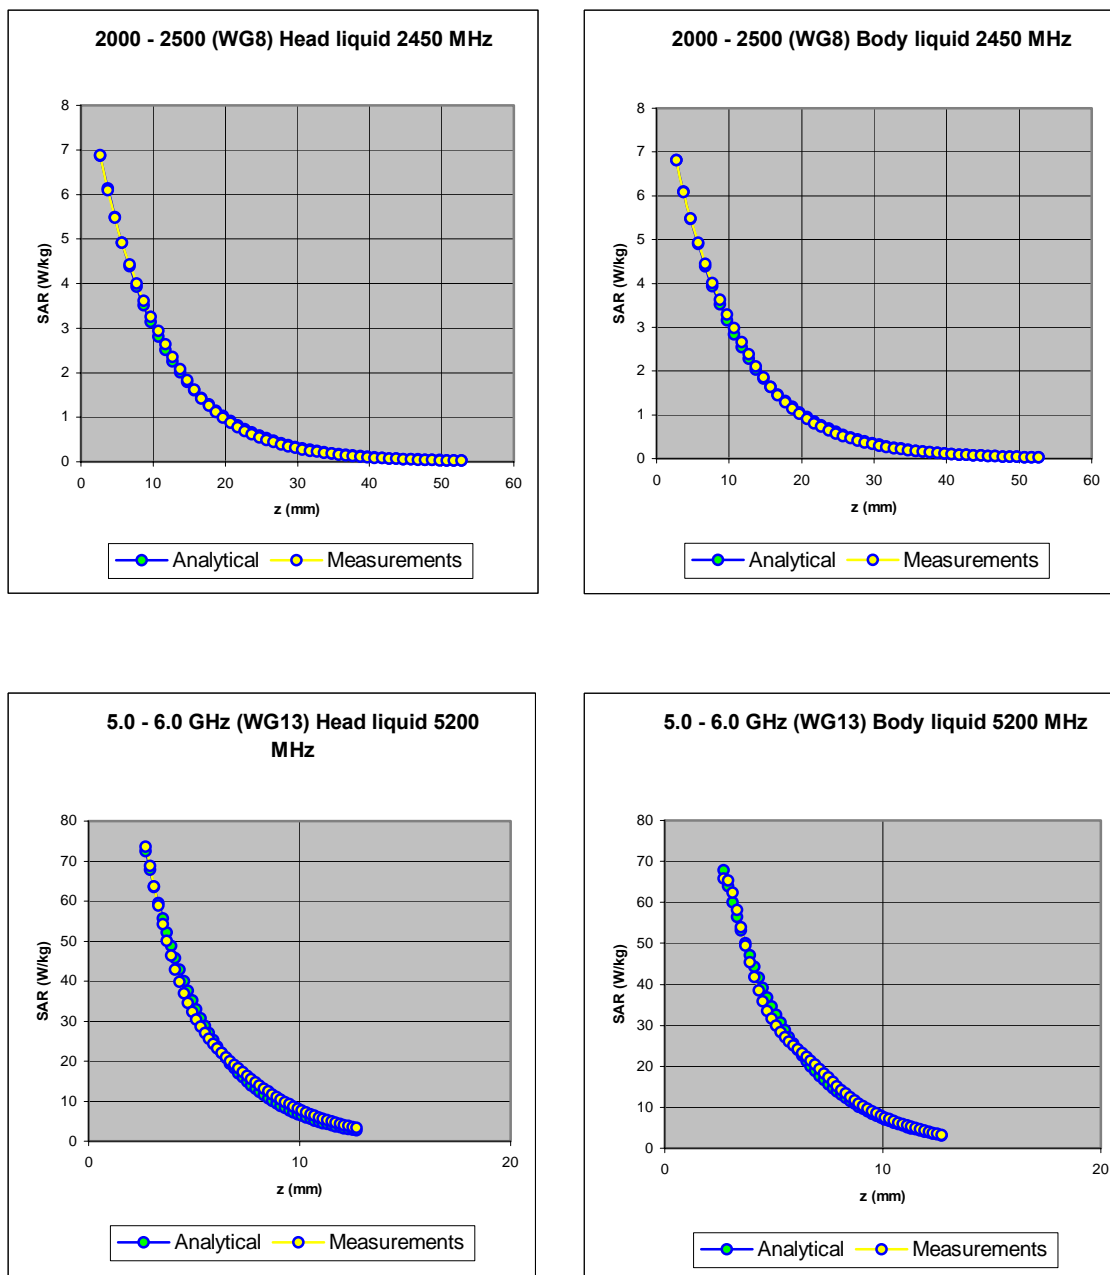 2000 - 2500 (WG8) Head liquid 2450 MHz
8
7
6
5
4
3
2
1
0
SAR (W/kg)
0 10 20 30 40 50 60
z (mm)
Analytical Measurements
2000 - 2500 (WG8) Body liquid 2450 MHz
8
7
6
5
4
3
2
1
0
SAR (W/kg)
0 10 20 30 40 50 60
z (mm)
Analytical Measurements
5.0 - 6.0 GHz (WG13) Head liquid 5200
MHz
80
70
60
50
40
30
20
10
0
SAR (W/kg)
0 10 20
z (mm)
Analytical Measurements
5.0 - 6.0 GHz (WG13) Body liquid 5200 MHz
80
70
60
50
40
30
20
10
0
SAR (W/kg)
0 10 20
z (mm)
Analytical Measurements